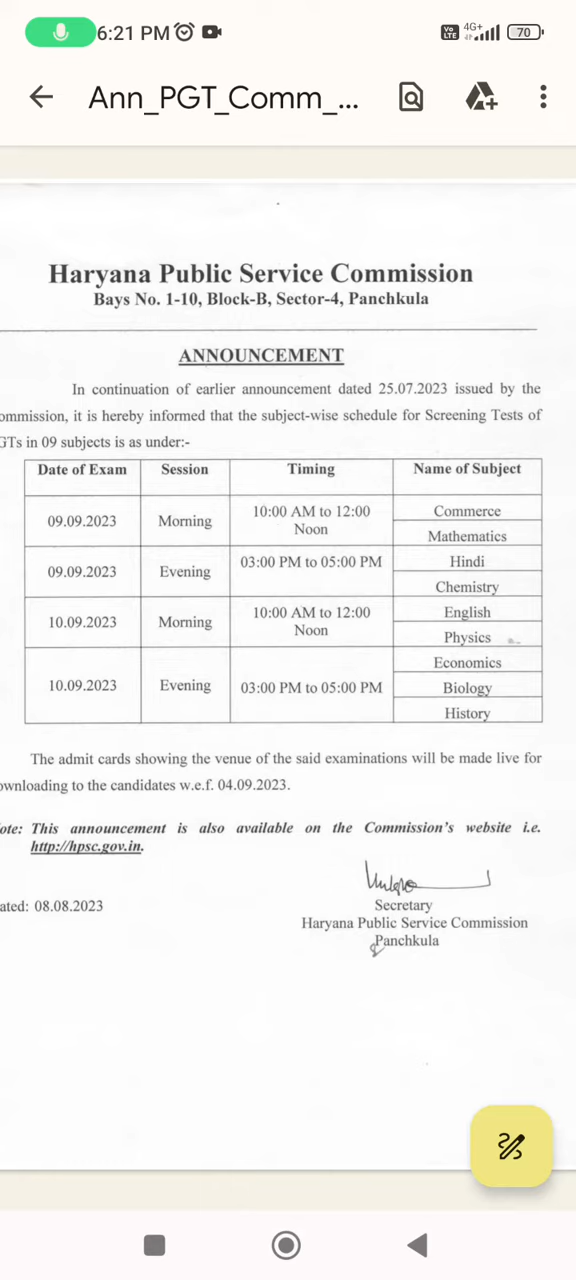 6:21 PM
Vo LTE 4G+ 70
Ann_PGT_Comm_...
Haryana Public Service Commission
Bays No. 1-10, Block-B, Sector-4, Panchkula
ANNOUNCEMENT
In continuation of earlier announcement dated 25.07.2023 issued by the
ommission, it is hereby informed that the subject-wise schedule for Screening Tests of
GTs in 09 subjects is as under:-
Date of Exam Session Timing Name of Subject
09.09.2023 Morning 10:00 AM to 12:00 Noon Commerce
Mathematics
09.09.2023 Evening 03:00 PM to 05:00 PM Hindi
Chemistry
10.09.2023 Morning 10:00 AM to 12:00 Noon English
Physics
10.09.2023 Evening 03:00 PM to 05:00 PM Economics
Biology
History
The admit cards showing the venue of the said examinations will be made live for
ownloading to the candidates w.e.f. 04.09.2023.
ote: This announcement is also available on the Commission's website i.e.
http://hpsc.gov.in.
ated: 08.08.2023
Secretary
Haryana Public Service Commission
Panchkula